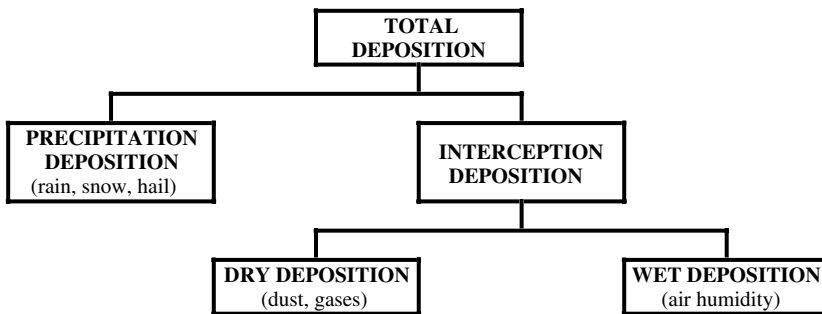 TOTAL
DEPOSITION
PRECIPITATION
DEPOSITION
(rain, snow, hail)
INTERCEPTION
DEPOSITION
DRY DEPOSITION
(dust, gases)
WET DEPOSITION
(air humidity)